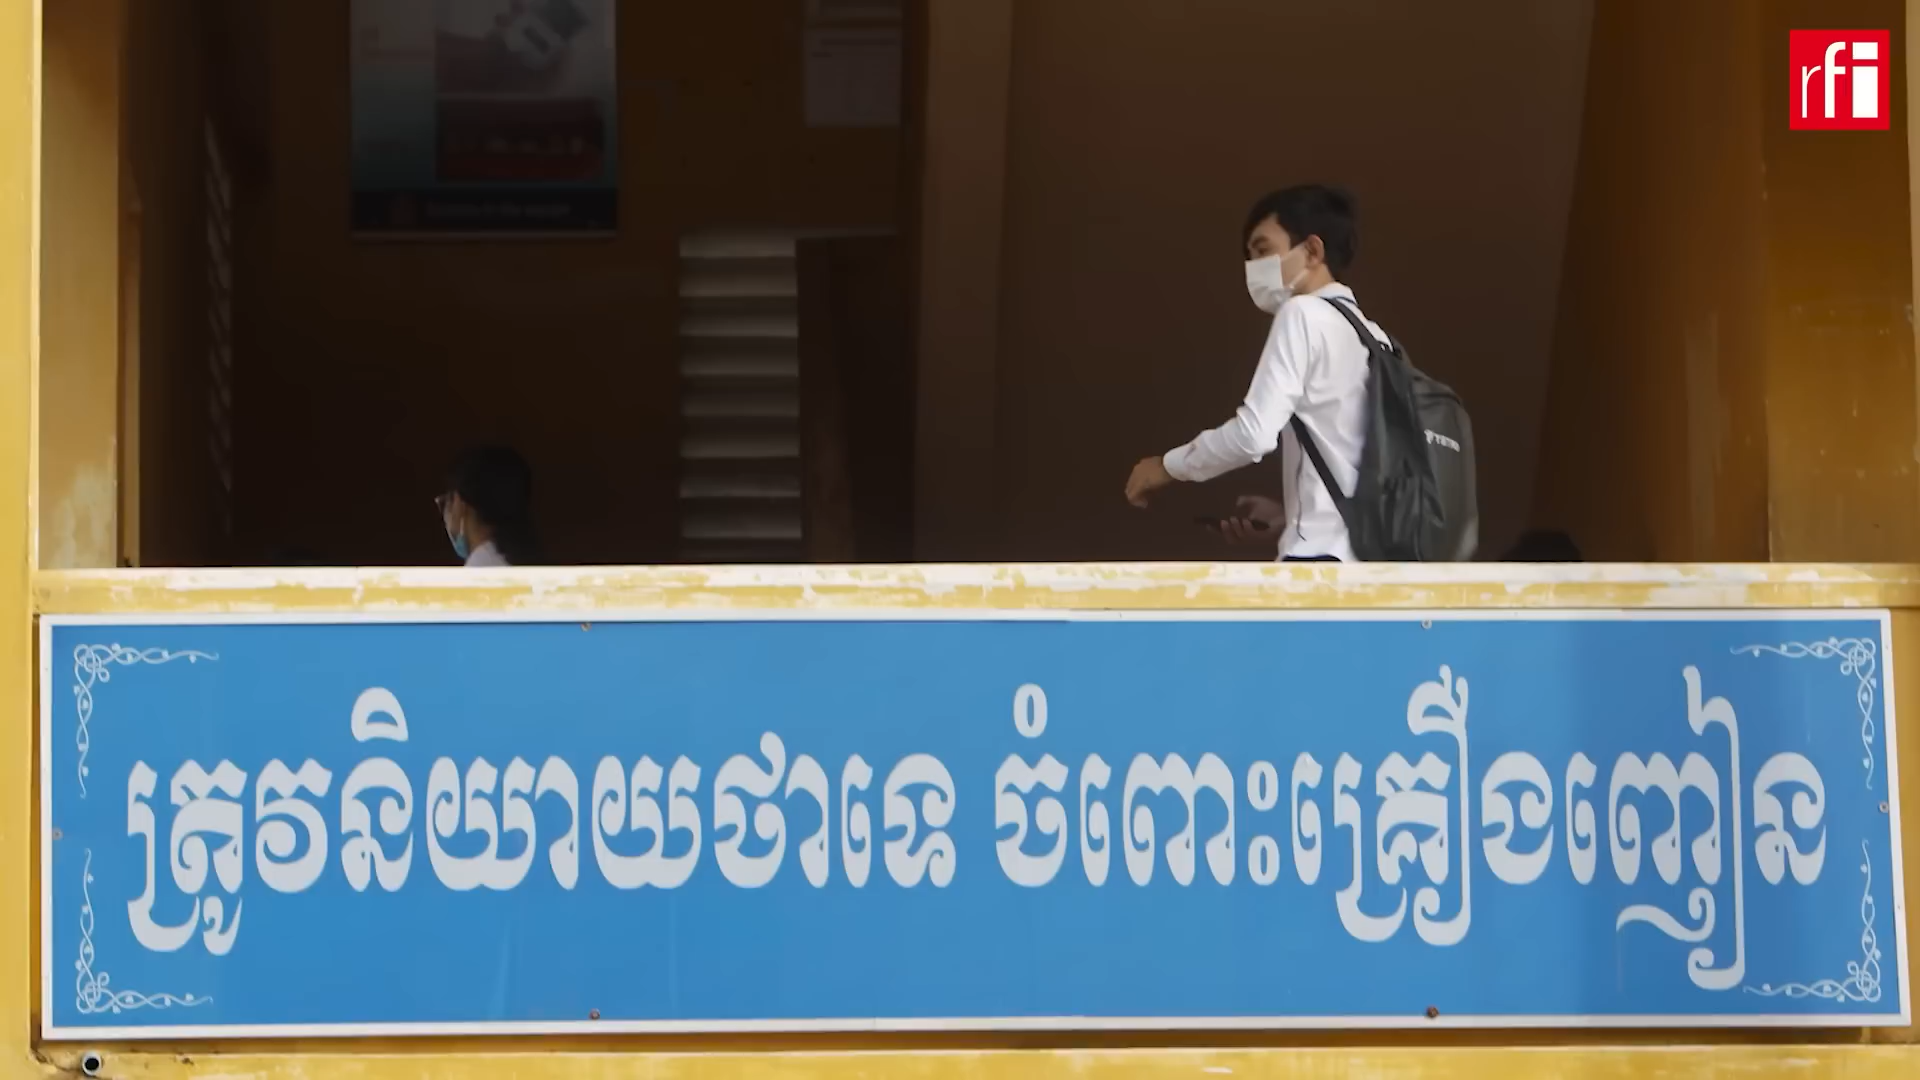 rfi
ត្រូវនិយាយថាទេ ចំពោះគ្រឿងញៀន